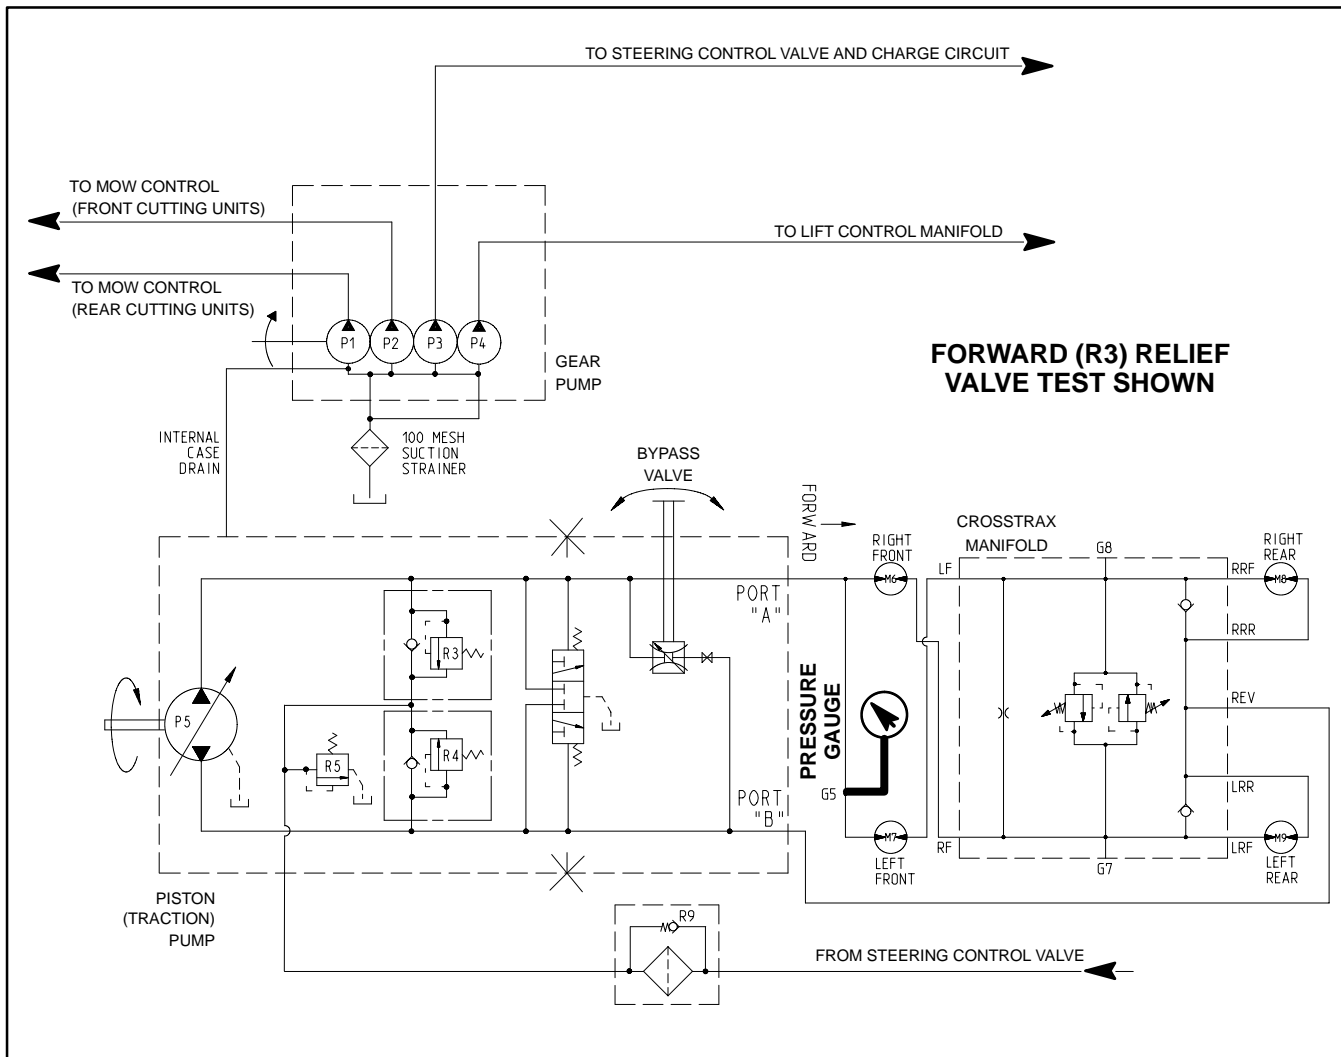 TO STEERING CONTROL VALVE AND CHARGE CIRCUIT
TO MOW CONTROL
(FRONT CUTTING UNITS)
TO LIFT CONTROL MANIFOLD
TO MOW CONTROL
(REAR CUTTING UNITS)
P1
P2
P3
P4
GEAR
PUMP
FORWARD (R3) RELIEF
VALVE TEST SHOWN
INTERNAL
CASE
DRAIN
100 MESH
SUCTION
STRAINER
BYPASS
VALVE
FORWARD
CROSSTRAX
MANIFOLD
RIGHT
FRONT
M6
LF
G8
RRF
RIGHT
REAR
M8
RRR
PORT
"A"
R3
PRESSURE
GAUGE
REV
P5
R5
R4
G5
PORT
"B"
LRR
M7
LEFT
FRONT
RF
G7
LRF
M9
LEFT
REAR
PISTON
(TRACTION)
PUMP
R9
FROM STEERING CONTROL VALVE